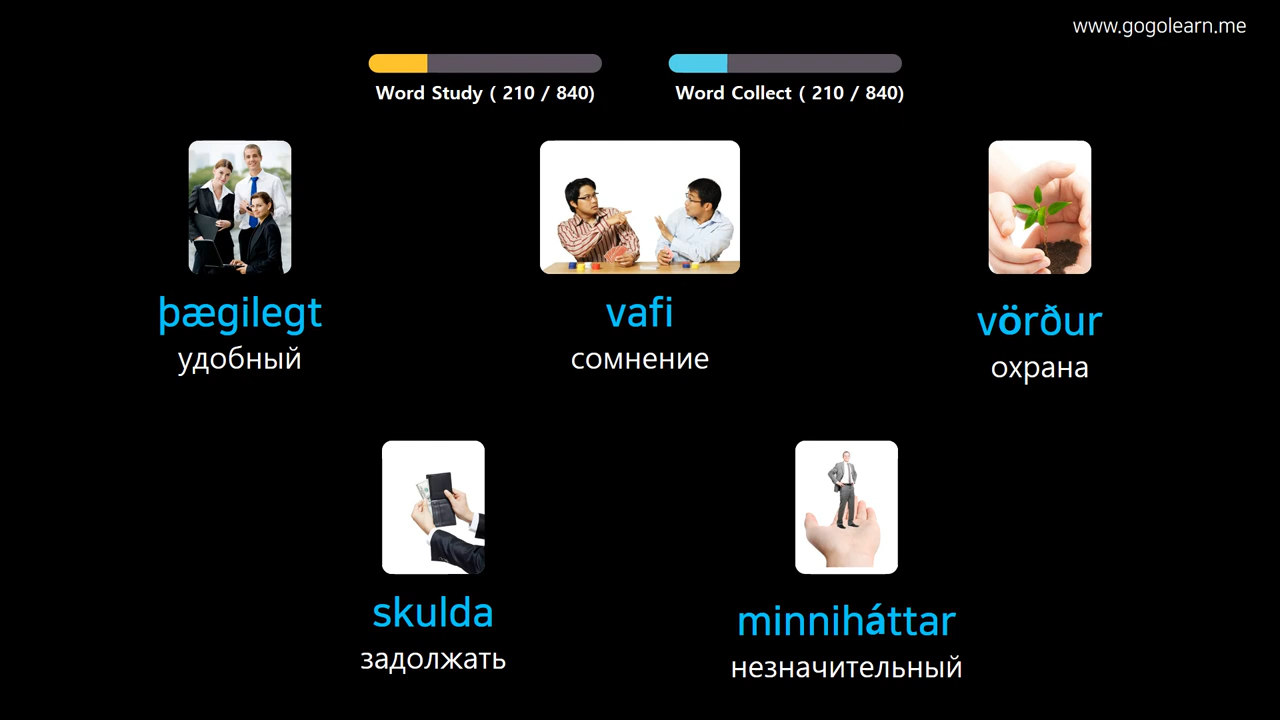 www.gogolearn.me
Word Study ( 210 / 840)
Word Collect ( 210 / 840)
þægilegt
удобный
vafi
сомнение
vörður
охрана
skulda
задолжать
minniháttar
незначительный